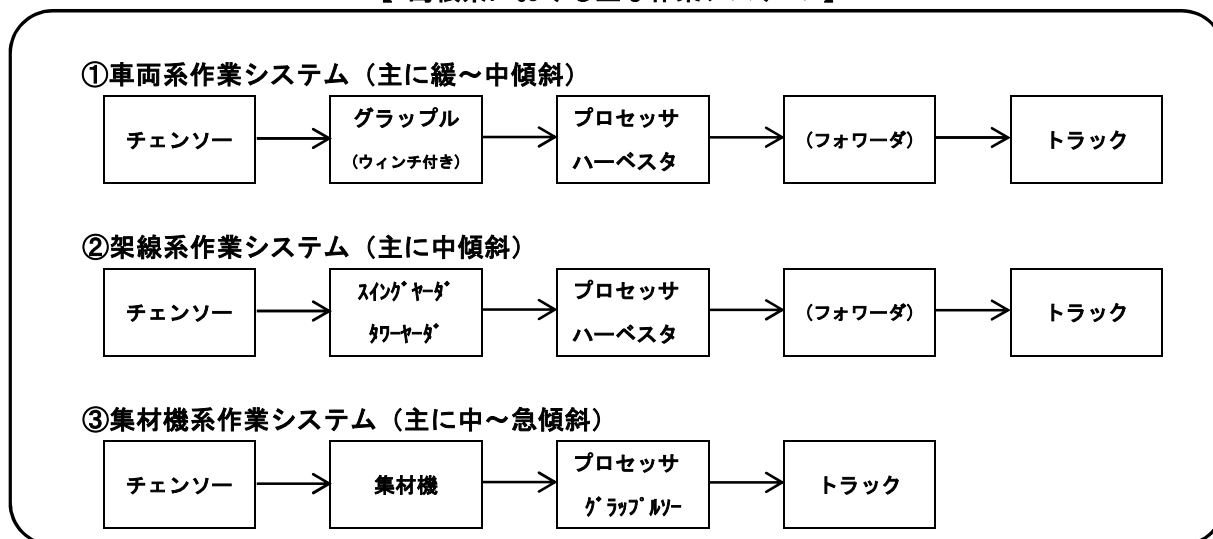 ①車両系作業システム（主に緩～中傾斜）
チェンソー
グラップル
（ウィンチ付き）
プロセッサ
ハーベスタ
（フォワーダ）
トラック
②架線系作業システム（主に中傾斜）
チェンソー
ｽｲﾝｸﾞﾔｰﾀﾞ
ﾀﾜｰﾔｰﾀﾞ
プロセッサ
ハーベスタ
（フォワーダ）
トラック
③集材機系作業システム（主に中～急傾斜）
チェンソー
集材機
プロセッサ
ｸﾞﾗｯﾌﾟﾙｿｰ
トラック